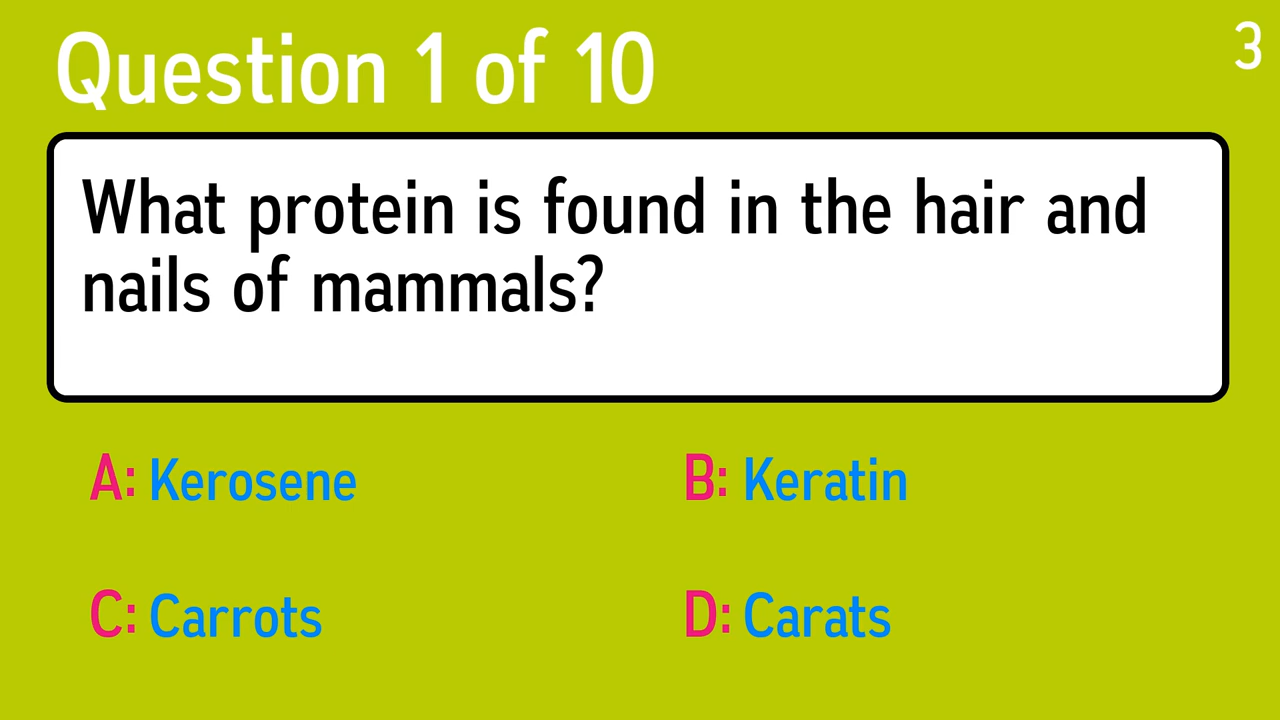 Question 1 of 10
3
What protein is found in the hair and
nails of mammals?
A: Kerosene
B: Keratin
C: Carrots
D: Carats